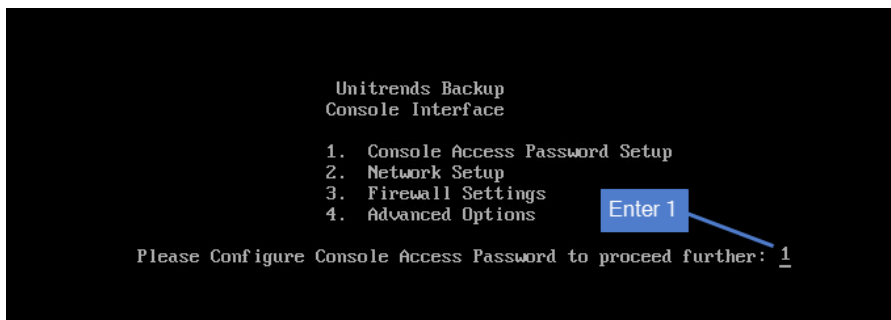 Unitrends Backup
Console Interface
1. Console Access Password Setup
2. Network Setup
3. Firewall Settings
4. Advanced Options
Enter 1
Please Configure Console Access Password to proceed further: 1